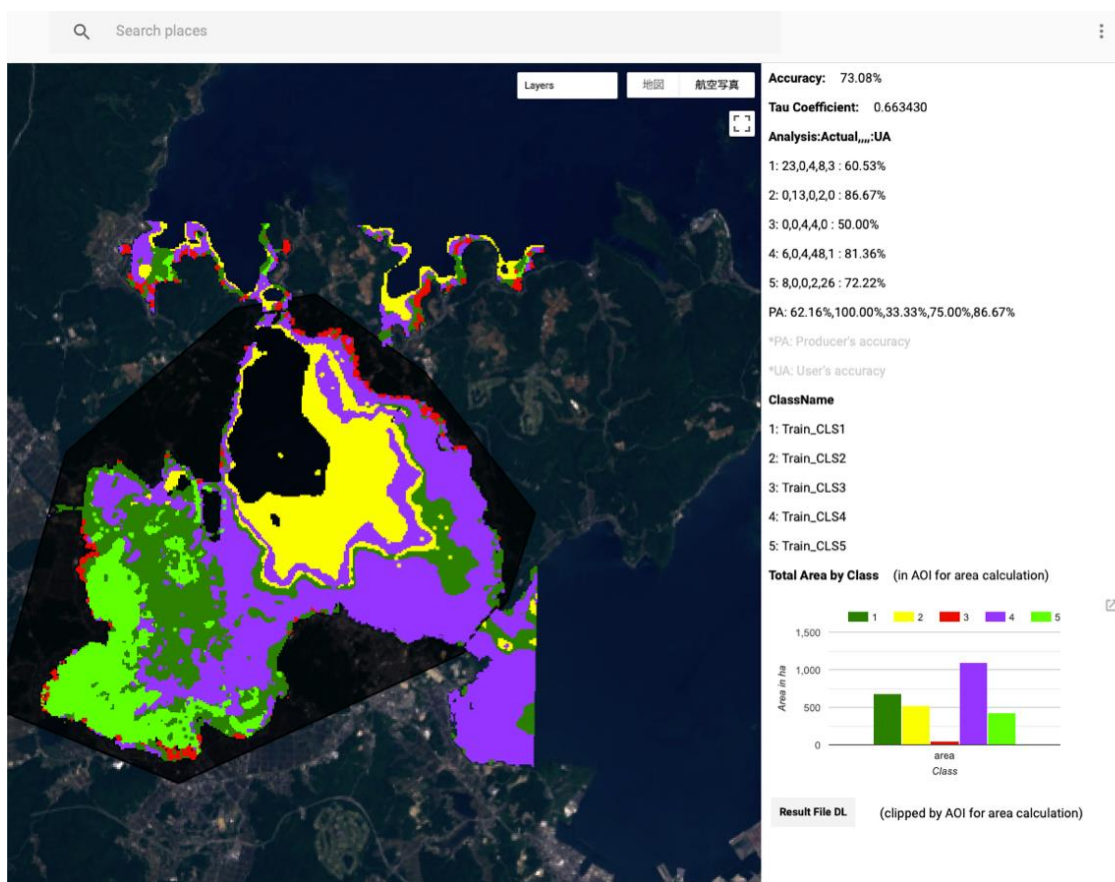 Search places
Layers
地図
航空写真
Accuracy: 73.08%
Tau Coefficient: 0.663430
Analysis:Actual,,,,:UA
1: 23,0,4,8,3 : 60.53%
2: 0,13,0,2,0 : 86.67%
3: 0,0,4,4,0 : 50.00%
4: 6,0,4,48,1 : 81.36%
5: 8,0,0,2,26 : 72.22%
PA: 62.16%,100.00%,33.33%,75.00%,86.67%
*PA: Producer's accuracy
*UA: User's accuracy
ClassName
1: Train_CLS1
2: Train_CLS2
3: Train_CLS3
4: Train_CLS4
5: Train_CLS5
Total Area by Class (in AOI for area calculation)
1 2 3 4 5
1,500
1,000
500
0
Area in ha
area
Class
Result File DL (clipped by AOI for area calculation)